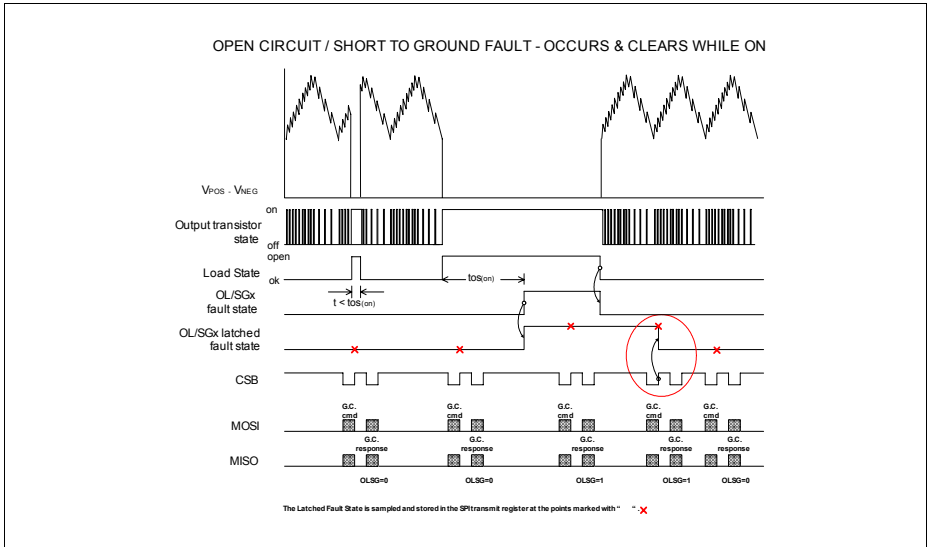 OPEN CIRCUIT / SHORT TO GROUND FAULT - OCCURS & CLEARS WHILE ON
VPOS - VNEG
on
Output transistor
state
off
open
Load State
ok
tos(on)
t < tos(on)
OL/SGx
fault state
OL/SGx latched
fault state
CSB
G.C.
cmd
G.C.
cmd
G.C.
cmd
G.C.
cmd
G.C.
cmd
MOSI
G.C.
response
G.C.
response
G.C.
response
G.C.
response
G.C.
response
MISO
OLSG=0
OLSG=0
OLSG=1
OLSG=1
OLSG=0
The Latched Fault State is sampled and stored in the SPI transmit register at the points marked with “ ”.